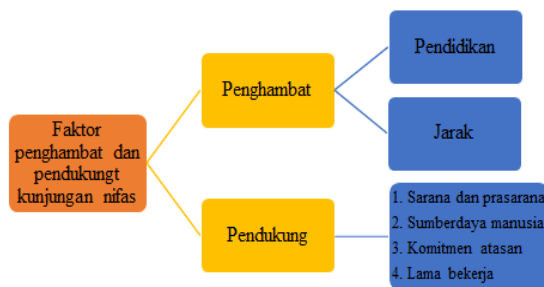 Faktor
penghambat dan
pendukungt
kunjungan nifas
Penghambat
Pendidikan
Jarak
Pendukung
1. Sarana dan prasarana
2. Sumberdaya manusia
3. Komitmen atasan
4. Lama bekerja